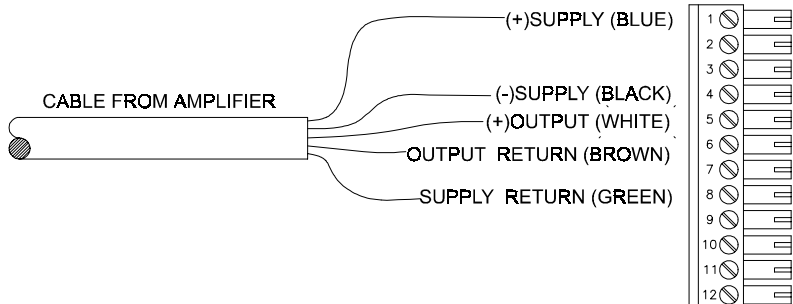 (+)SUPPLY (BLUE)
CABLE FROM AMPLIFIER
(-)SUPPLY (BLACK)
(+)OUTPUT (WHITE)
OUTPUT RETURN (BROWN)
SUPPLY RETURN (GREEN)
1
2
3
4
5
6
7
8
9
10
11
12